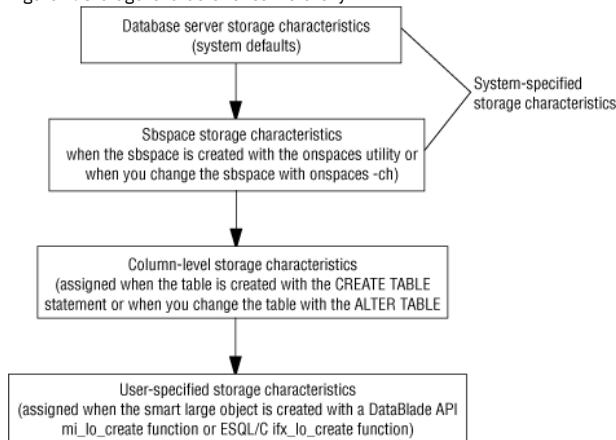 Database server storage characteristics
(system defaults)
System-specified
storage characteristics
Sbspace storage characteristics
when the sbspace is created with the onspaces utility or
when you change the sbspace with onspaces -ch)
Column-level storage characteristics
(assigned when the table is created with the CREATE TABLE
statement or when you change the table with the ALTER TABLE
User-specified storage characteristics
(assigned when the smart large object is created with a DataBlade API
mi_lo_create function or ESQL/C ifx_lo_create function)